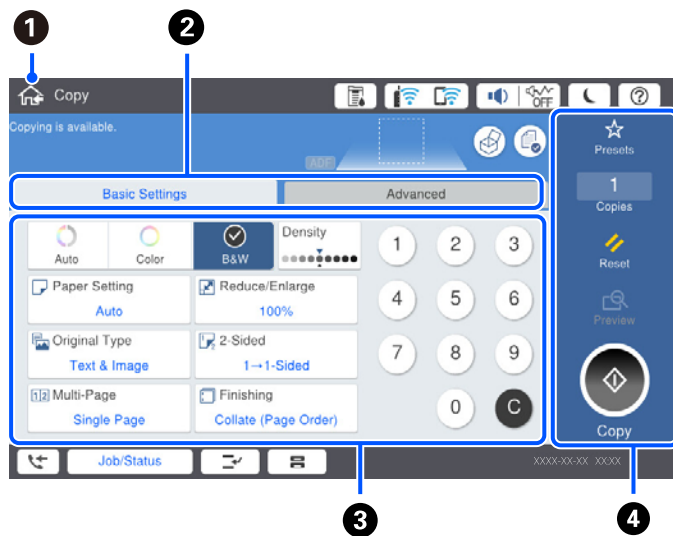 1
2
Copy
OFF
?
Copying is available.
ADF
Presets
1
Copies
Basic Settings
Advanced
Auto
Color
B&W
Density
1
2
3
Reset
Paper Setting
Auto
Reduce/Enlarge
100%
4
5
6
Preview
Original Type
Text & Image
2-Sided
1→1-Sided
7
8
9
1 2 Multi-Page
Single Page
Finishing
Collate (Page Order)
0
C
Copy
Job/Status
XXXX-XX-XX XX:XX
3
4